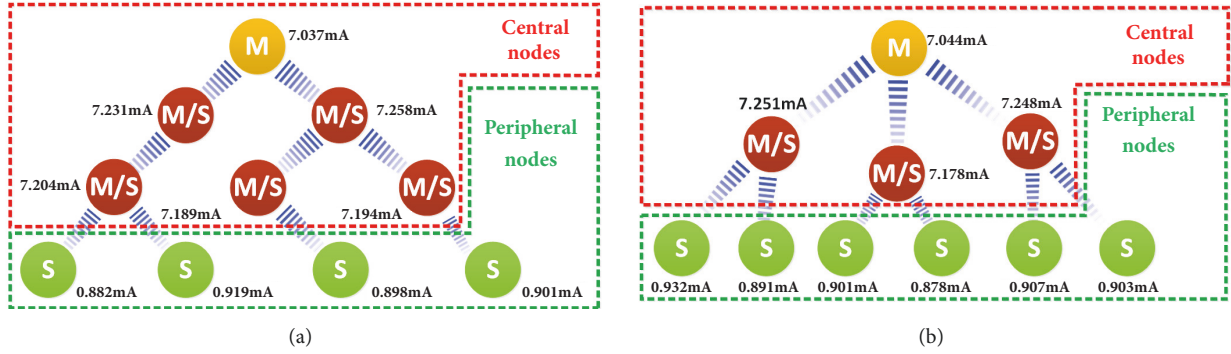 M
7.037mA
Central
nodes
7.231mA
M/S
M/S
7.258mA
Peripheral
nodes
7.204mA
M/S
M/S
M/S
7.189mA
7.194mA
S
S
S
S
0.882mA
0.919mA
0.898mA
0.901mA
(a)
M
7.044mA
Central
nodes
7.251mA
M/S
7.248mA
M/S
Peripheral
nodes
M/S
7.178mA
S
S
S
S
S
S
0.932mA
0.891mA
0.901mA
0.878mA
0.907mA
0.903mA
(b)